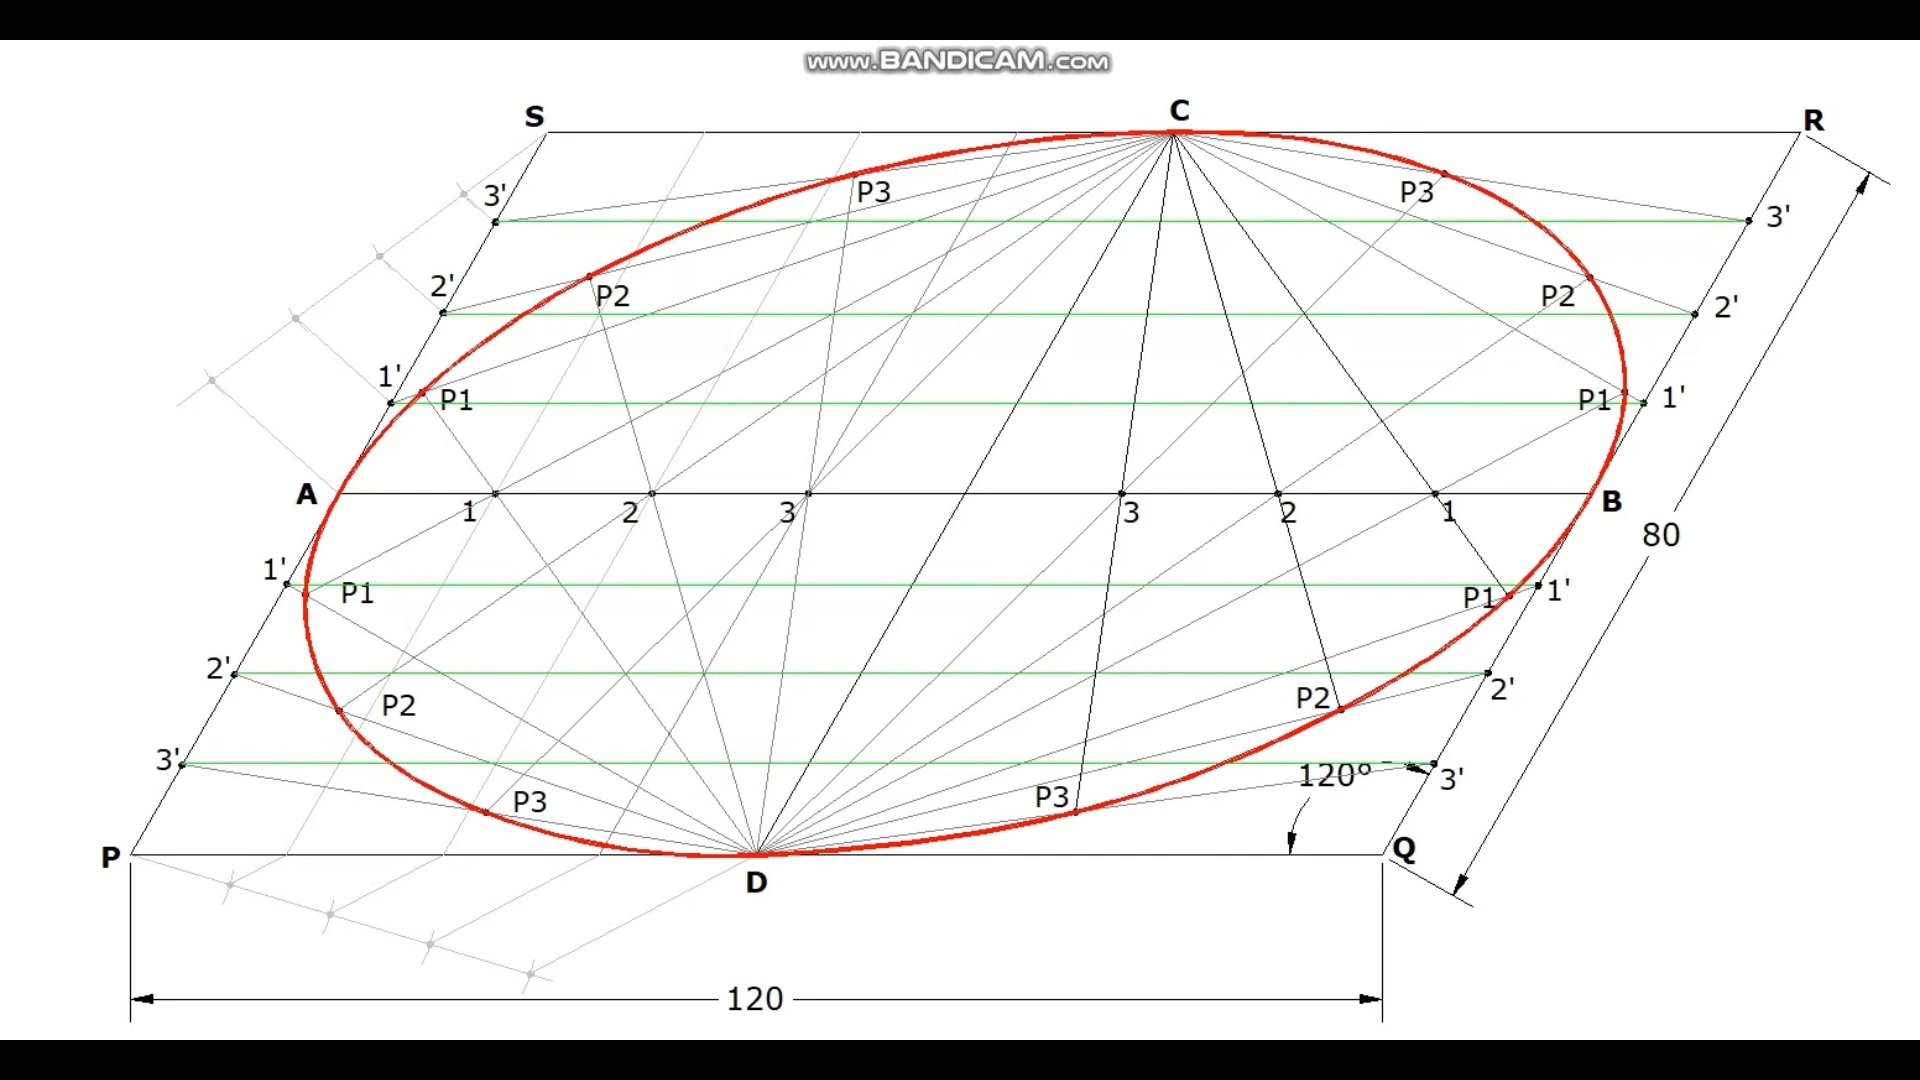 www.BANDICAM.com
S C R
3' P3 P3 3'
2' P2 P2 2'
1' P1 P1 1'
A 1 2 3 3 2 1 B
80
1' P1 P1 1'
2' P2 P2 2'
3' P3 P3 120° 3'
P D Q
120